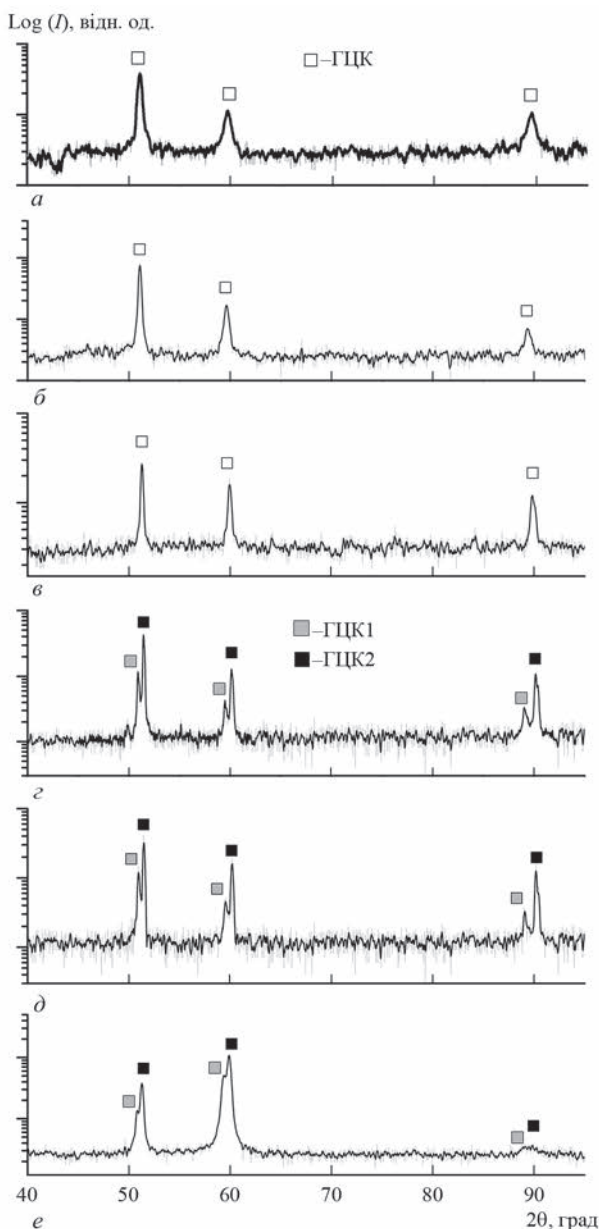 Log (I), відн. од.
□–ГЦК
а
б
в
■–ГЦК1
■–ГЦК2
г
д
40 50 60 70 80 90
е 2θ, град